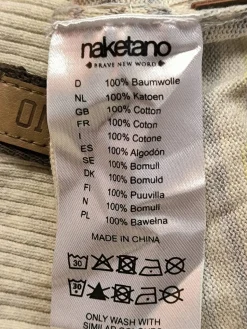 naketano
BRAVE NEW WORD
D 100% Baumwolle
NL 100% Katoen
GB 100% Cotton
FR 100% Coton
I 100% Cotone
ES 100% Algodón
SE 100% Bomull
DK 100% Bomuld
FI 100% Puuvilla
N 100% Bomull
PL 100% Bawełna
MADE IN CHINA
30
30
ONLY WASH WITH